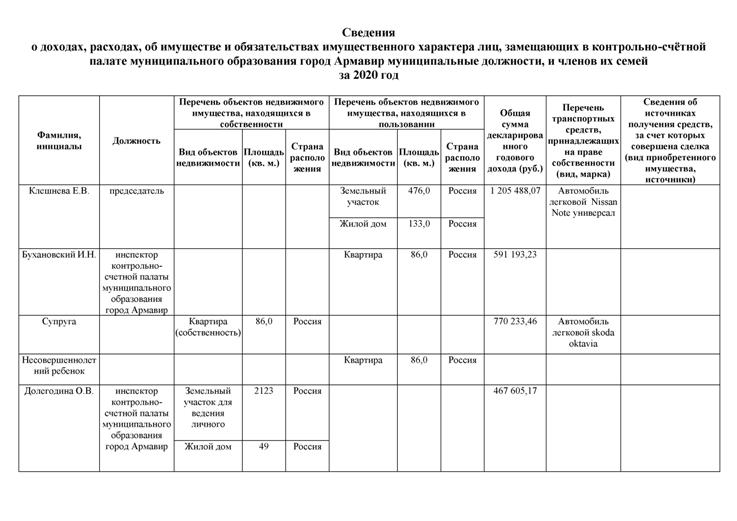 Сведения
о доходах, расходах, об имуществе и обязательствах имущественного характера лиц, замещающих в контрольно-счётной
палате муниципального образования город Армавир муниципальные должности, и членов их семей
за 2020 год
Фамилия,
инициалы
Должность
Перечень объектов недвижимого
имущества, находящихся в
собственности
Вид объектов
недвижимости
Площадь
(кв. м.)
Страна
располо
жения
Перечень объектов недвижимого
имущества, находящихся в
пользовании
Вид объектов
недвижимости
Площадь
(кв. м.)
Страна
располо
жения
Общая
сумма
декларирова
нного
годового
дохода (руб.)
Перечень
транспортных
средств,
принадлежащих
на праве
собственности
(вид, марка)
Сведения об
источниках
получения средств,
за счет которых
совершена сделка
(вид приобретенного
имущества,
источники)
Клешнева Е.В.
председатель
Земельный
участок
476,0
Россия
1 205 488,07
Автомобиль
легковой Nissan
Note универсал
Жилой дом
133,0
Россия
Бухановский И.Н.
инспектор
контрольно-
счетной палаты
муниципального
образования
город Армавир
Квартира
86,0
Россия
591 193,23
Супруга
Квартира
(собственность)
86,0
Россия
770 233,46
Автомобиль
легковой skoda
oktavia
Несовершеннолет
ний ребенок
Квартира
86,0
Россия
Долегодина О.В.
инспектор
контрольно-
счетной палаты
муниципального
образования
город Армавир
Земельный
участок для
ведения
личного
2123
Россия
467 605,17
Жилой дом
49
Россия